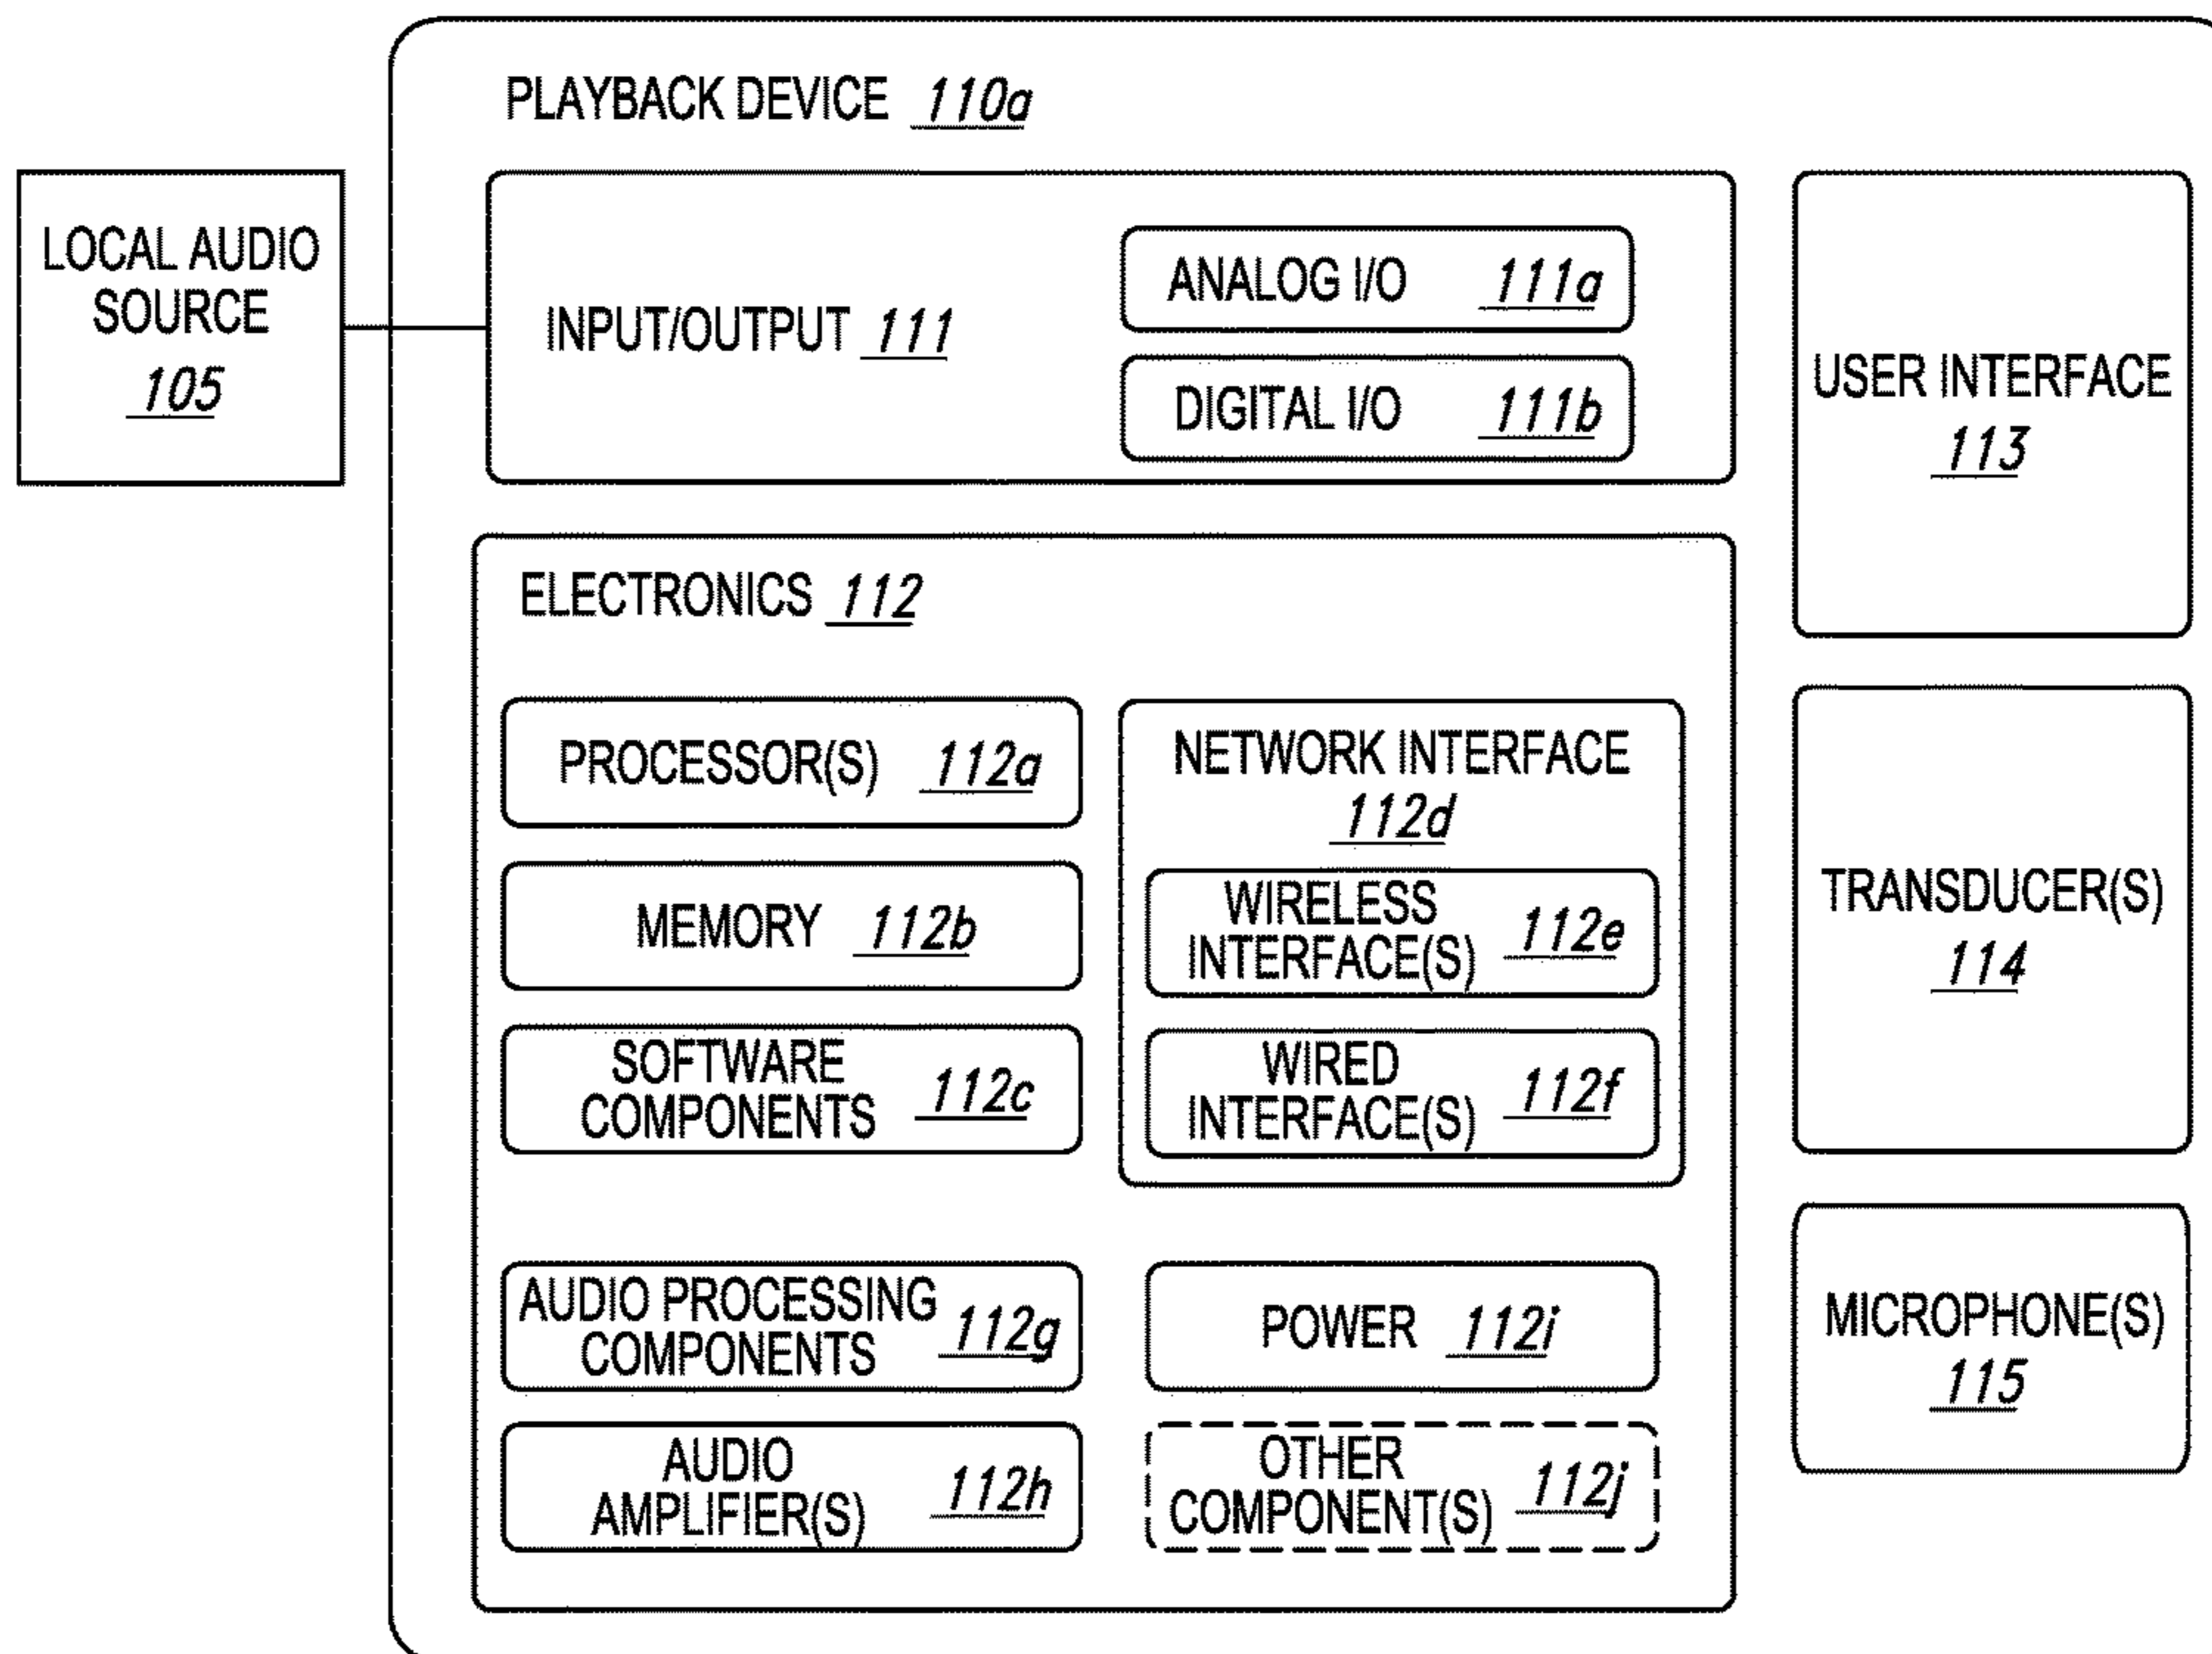 PLAYBACK DEVICE 110a
LOCAL AUDIO
SOURCE
105
INPUT/OUTPUT 111
ANALOG I/O 111a
DIGITAL I/O 111b
USER INTERFACE
113
ELECTRONICS 112
PROCESSOR(S) 112a
MEMORY 112b
SOFTWARE
COMPONENTS 112c
NETWORK INTERFACE
112d
WIRELESS
INTERFACE(S) 112e
WIRED
INTERFACE(S) 112f
AUDIO PROCESSING
COMPONENTS 112g
AUDIO
AMPLIFIER(S) 112h
POWER 112i
OTHER
COMPONENT(S) 112j
TRANSDUCER(S)
114
MICROPHONE(S)
115